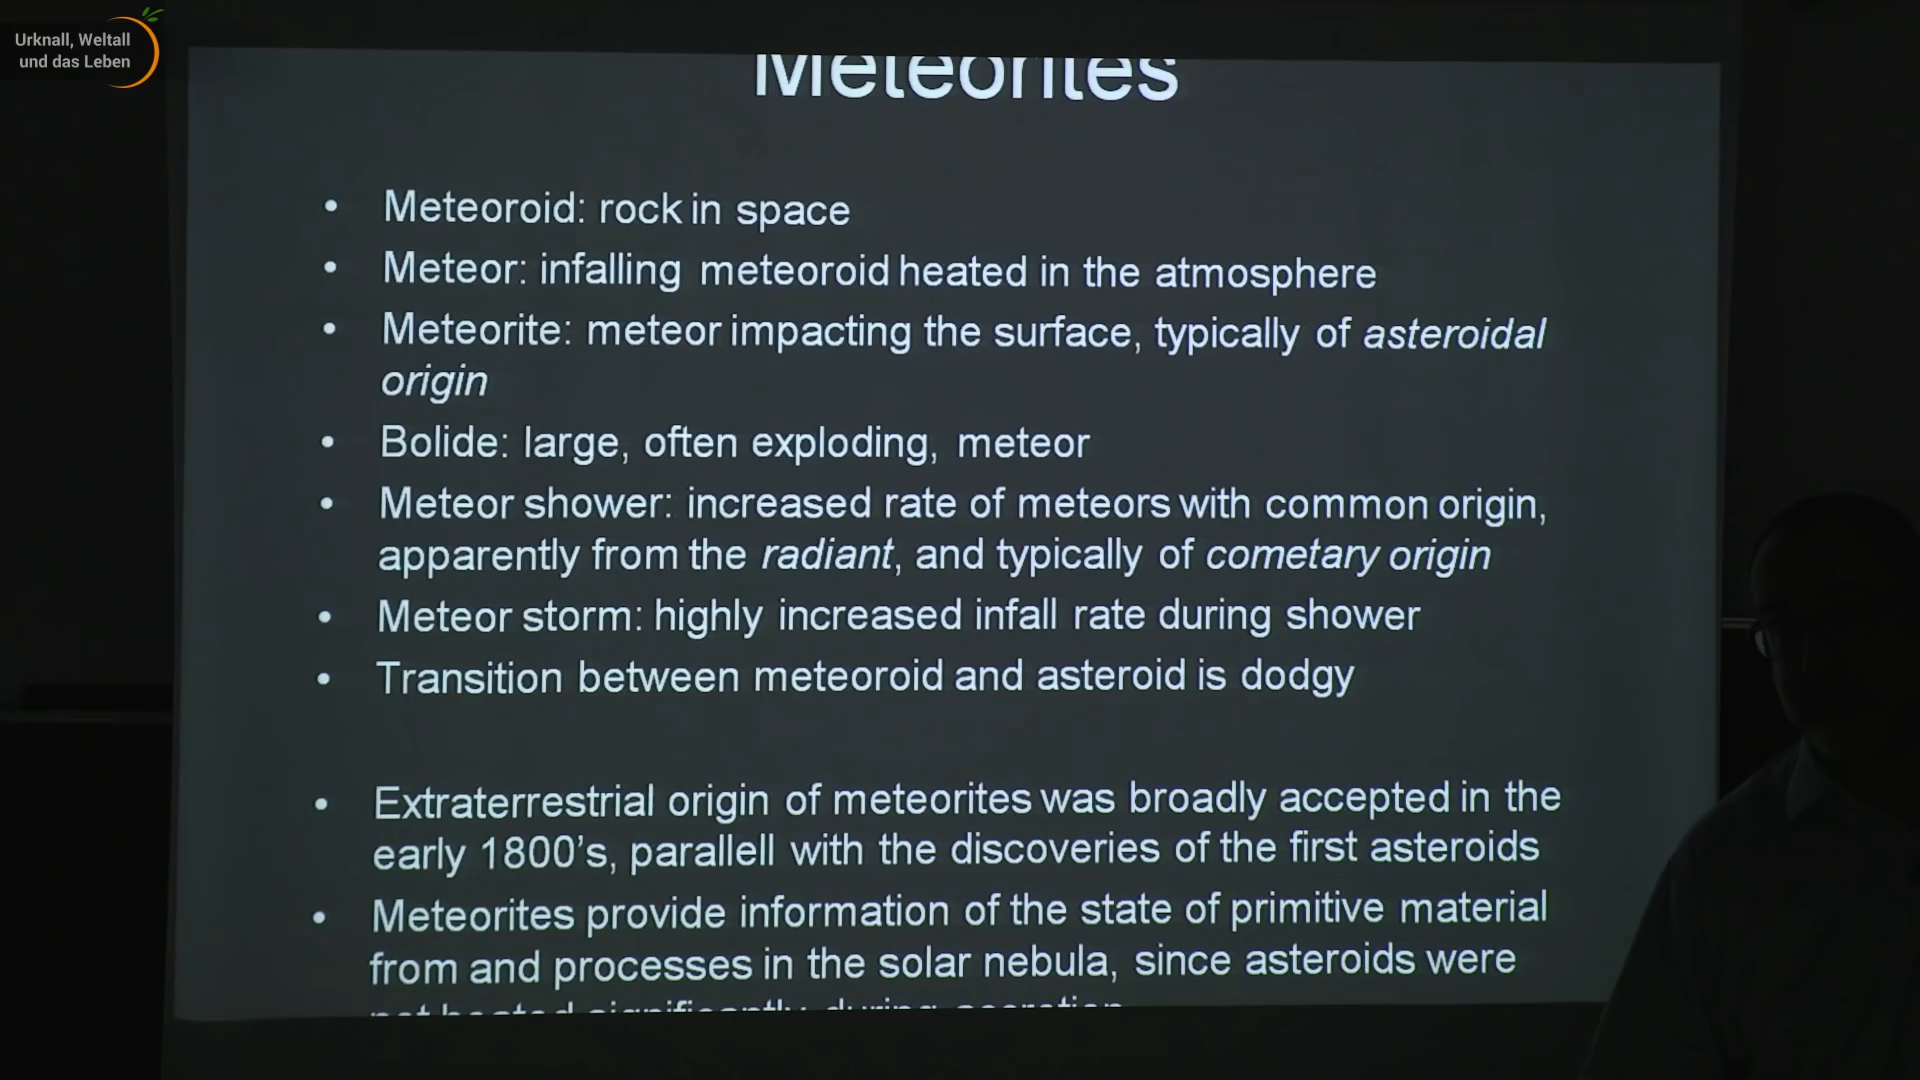 Urknall, Weltall
und das Leben
Meteorites
• Meteoroid: rock in space
• Meteor: infalling meteoroid heated in the atmosphere
• Meteorite: meteor impacting the surface, typically of asteroidal
origin
• Bolide: large, often exploding, meteor
• Meteor shower: increased rate of meteors with common origin,
apparently from the radiant, and typically of cometary origin
• Meteor storm: highly increased infall rate during shower
• Transition between meteoroid and asteroid is dodgy
• Extraterrestrial origin of meteorites was broadly accepted in the
early 1800’s, parallell with the discoveries of the first asteroids
• Meteorites provide information of the state of primitive material
from and processes in the solar nebula, since asteroids were
not heated significantly during accretion